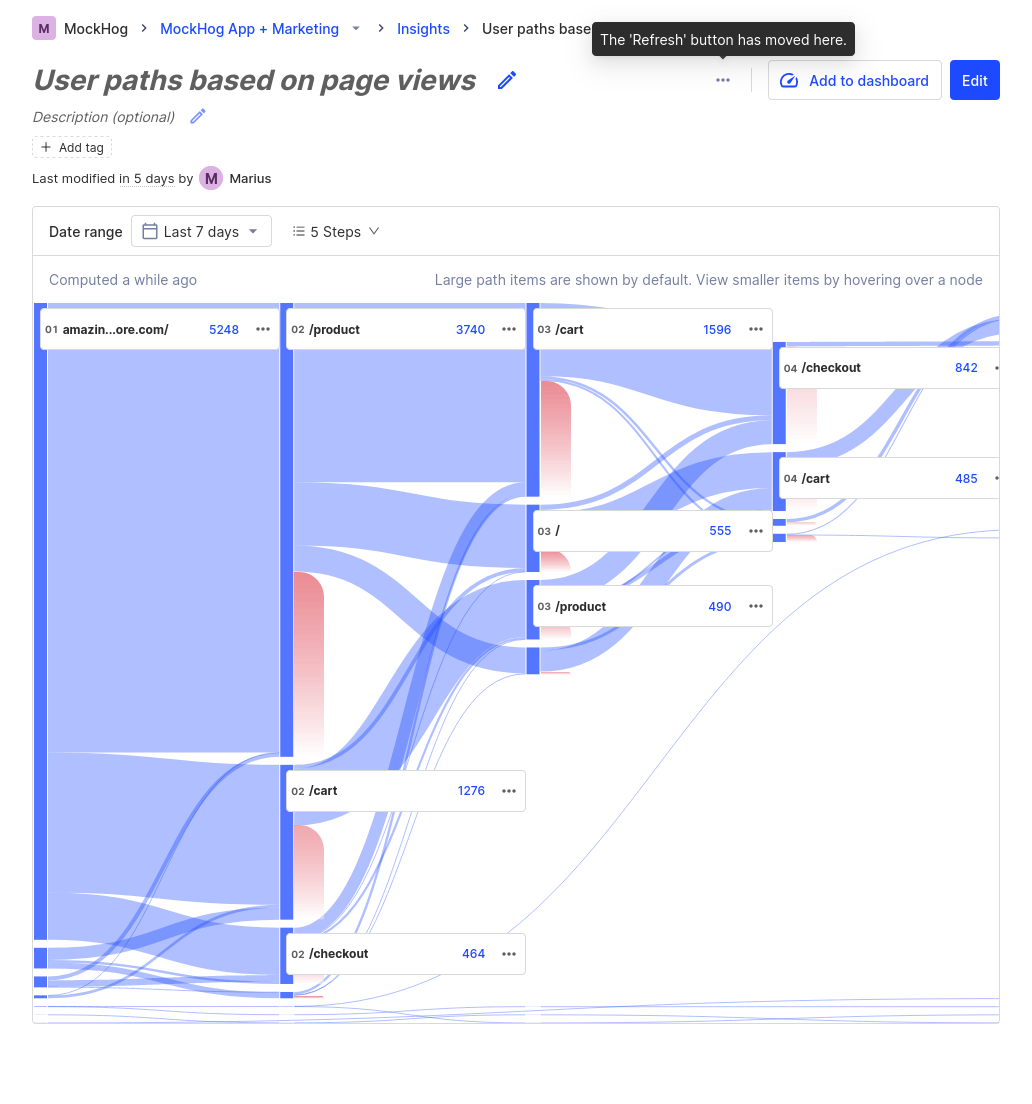 M MockHog MockHog App + Marketing Insights User paths base
The 'Refresh' button has moved here.
User paths based on page views
Add to dashboard Edit
Description (optional)
Add tag
Last modified in 5 days by M Marius
Date range Last 7 days 5 Steps
Computed a while ago Large path items are shown by default. View smaller items by hovering over a node
01 amazin...ore.com/ 5248
02 /product 3740
03 /cart 1596
04 /checkout 842
04 /cart 485
03 / 555
03 /product 490
02 /cart 1276
02 /checkout 464